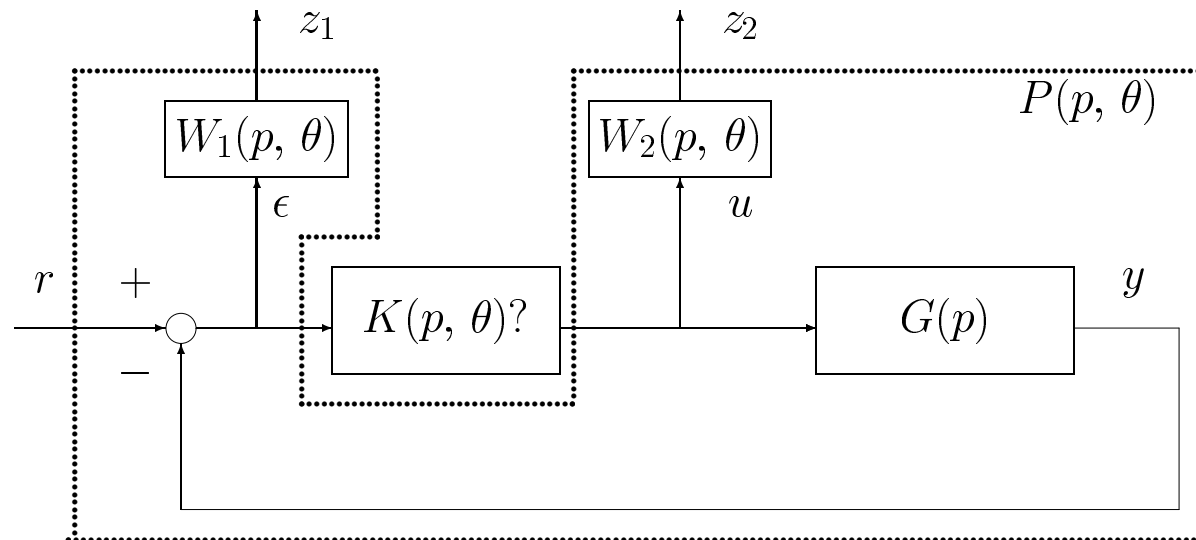 z₁
z₂
P(p, θ)
W₁(p, θ)
W₂(p, θ)
ϵ
u
r
+
K(p, θ)?
G(p)
y
−